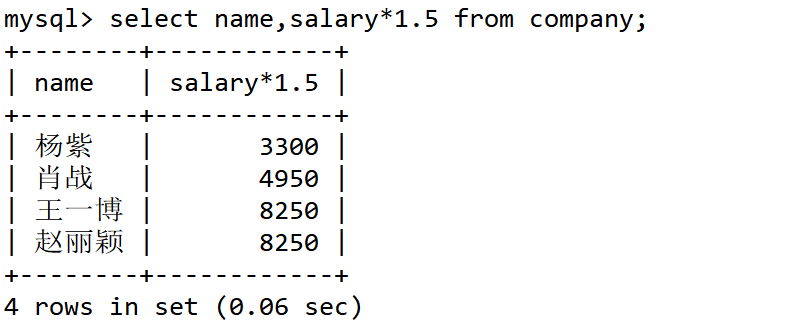 mysql> select name,salary*1.5 from company;
+--------+------------+
| name   | salary*1.5 |
+--------+------------+
| 杨紫   |       3300 |
| 肖战   |       4950 |
| 王一博 |       8250 |
| 赵丽颖 |       8250 |
+--------+------------+
4 rows in set (0.06 sec)